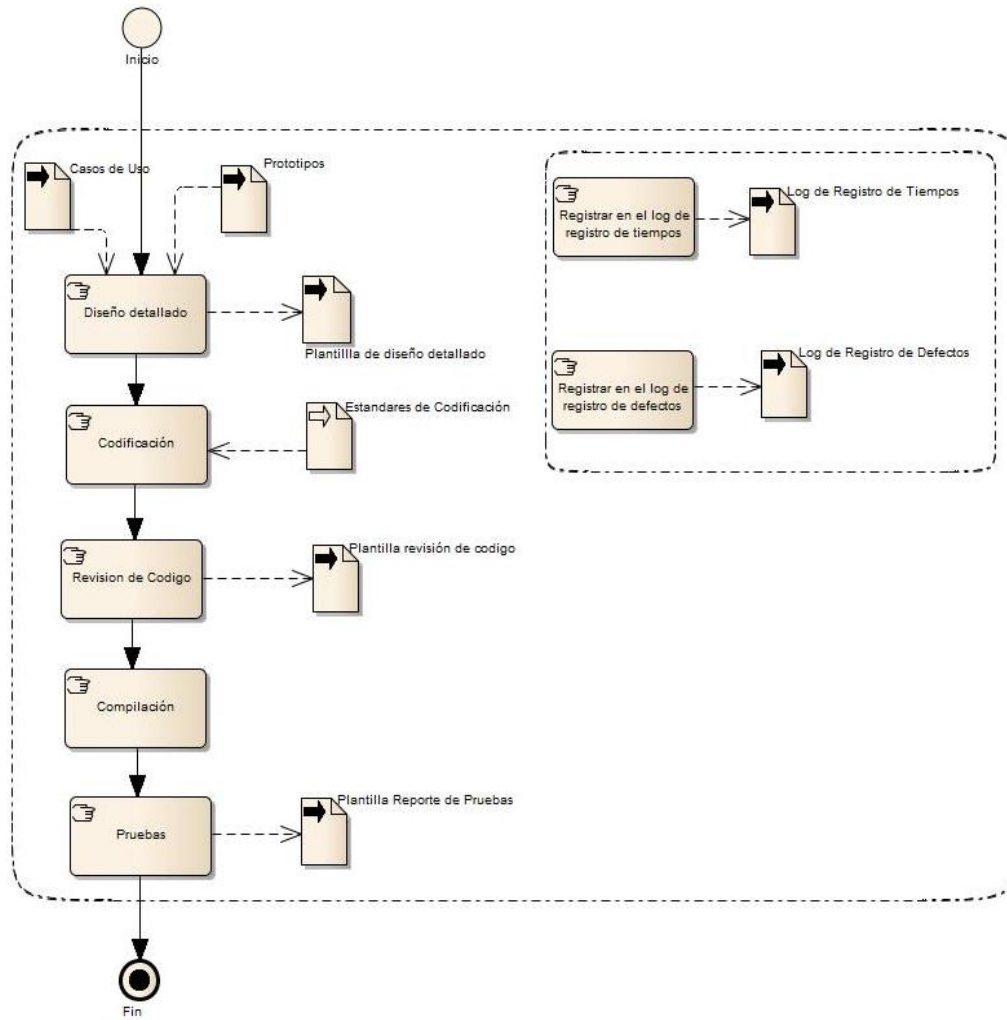 Inicio
Casos de Uso
Prototipos
Log de Registro de Tiempos
Registrar en el log de
registro de tiempos
Diseño detallado
Plantillla de diseño detallado
Log de Registro de Defectos
Registrar en el log de
registro de defectos
Estandares de Codificación
Codificación
Plantilla revisión de codigo
Revision de Codigo
Compilación
Plantilla Reporte de Pruebas
Pruebas
Fin